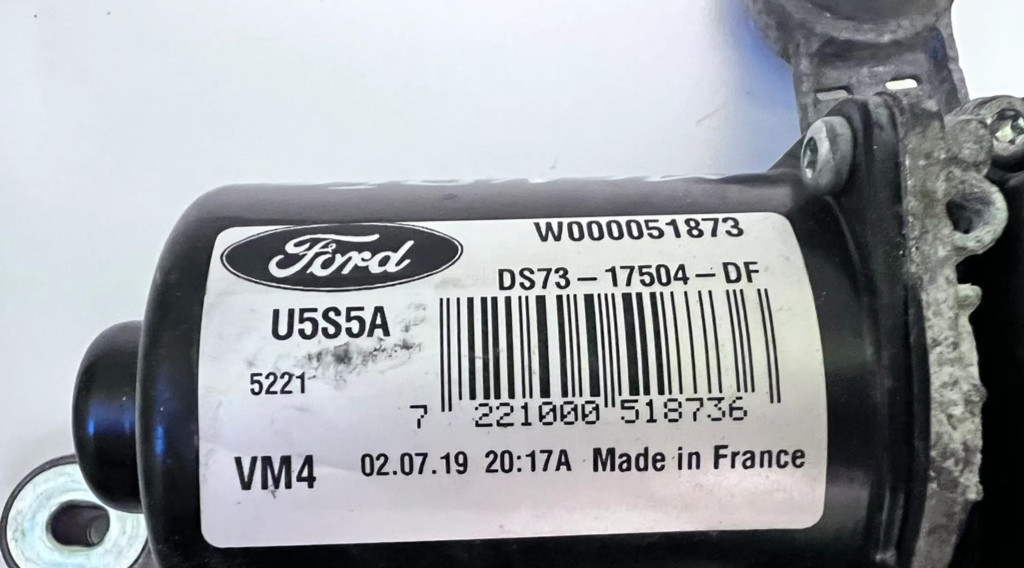 Ford
W000051873
DS73-17504-DF
U5S5A
5221
7 221000 518736
VM4 02.07.19 20:17A Made in France